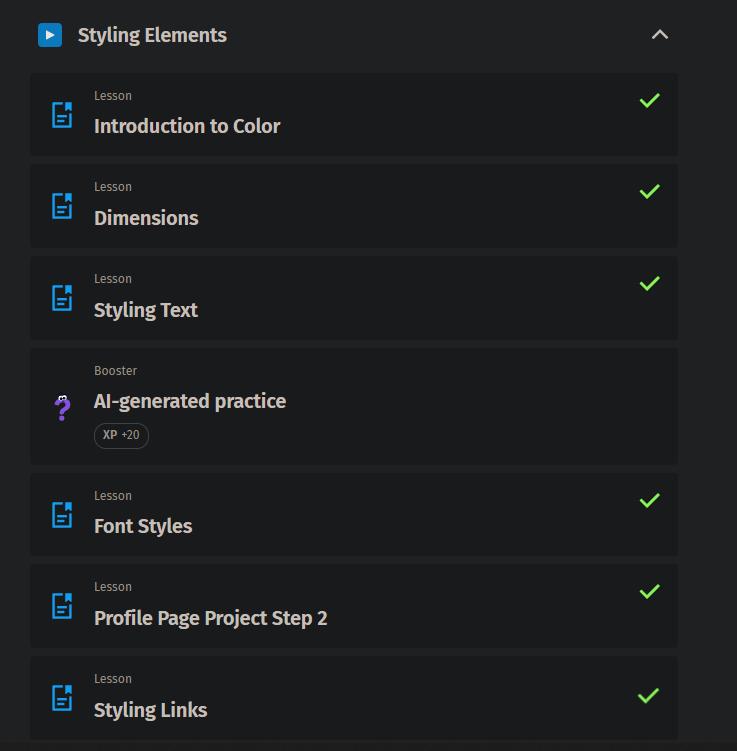 Styling Elements
Lesson
Introduction to Color
Lesson
Dimensions
Lesson
Styling Text
Booster
AI-generated practice
XP +20
Lesson
Font Styles
Lesson
Profile Page Project Step 2
Lesson
Styling Links